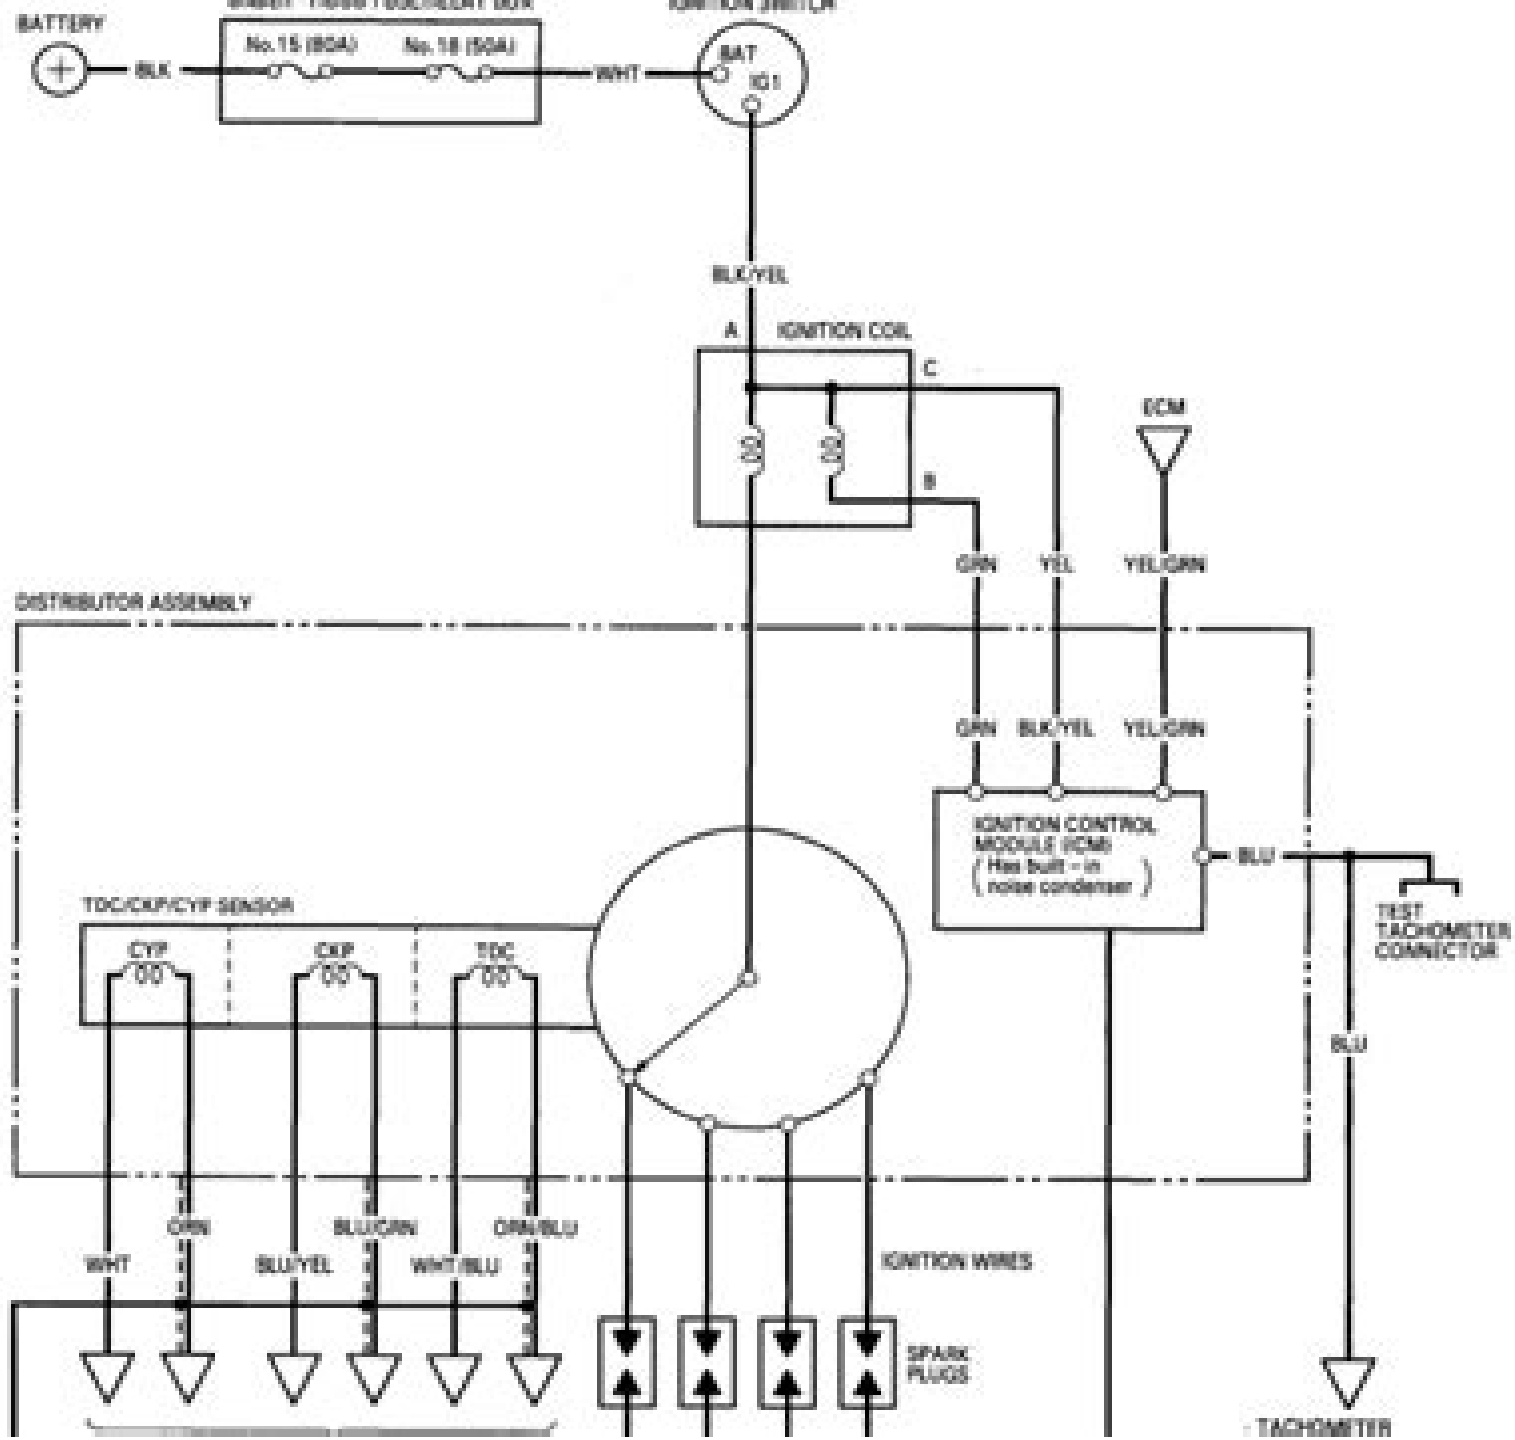 BATTERY
IGNITION SWITCH
No.15 (80A)
No.18 (50A)
BLK
WHT
BAT
IG1
BLK/YEL
A
IGNITION COIL
C
B
ECM
GRN
YEL
YEL/GRN
DISTRIBUTOR ASSEMBLY
GRN
BLK/YEL
YEL/GRN
IGNITION CONTROL
MODULE (ICM)
( Has built-in
noise condenser )
BLU
TEST
TACHOMETER
CONNECTOR
TDC/CKP/CYP SENSOR
CYP
CKP
TDC
BLU
ORN
BLU/GRN
ORN/BLU
WHT
BLU/YEL
WHT/BLU
IGNITION WIRES
SPARK
PLUGS
TACHOMETER